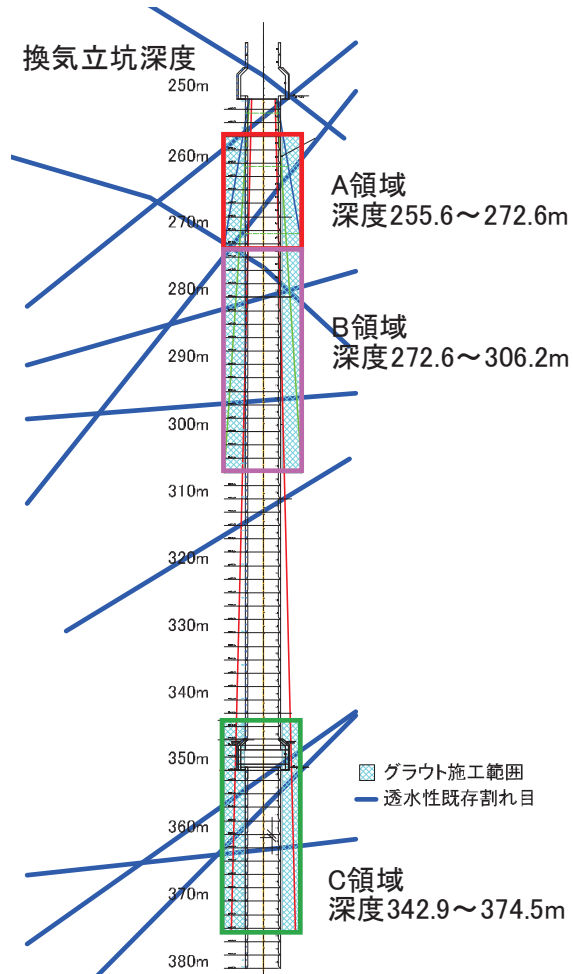 換気立坑深度
250m
260m
A領域
深度255.6～272.6m
270m
280m
B領域
深度272.6～306.2m
290m
300m
310m
320m
330m
340m
350m
グラウト施工範囲
透水性既存割れ目
360m
C領域
深度342.9～374.5m
370m
380m